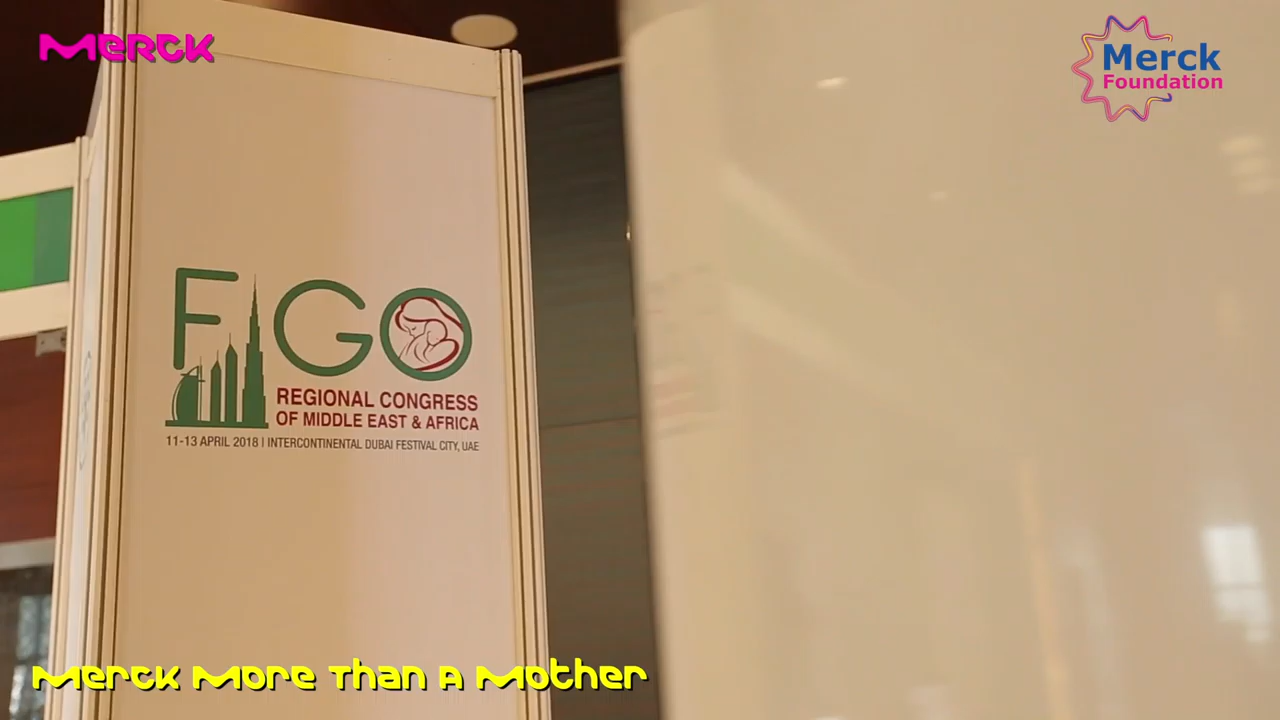 Merck
Merck
Foundation
FIGO
REGIONAL CONGRESS
OF MIDDLE EAST & AFRICA
11-13 APRIL 2018 | INTERCONTINENTAL DUBAI FESTIVAL CITY, UAE
Merck More Than A Mother